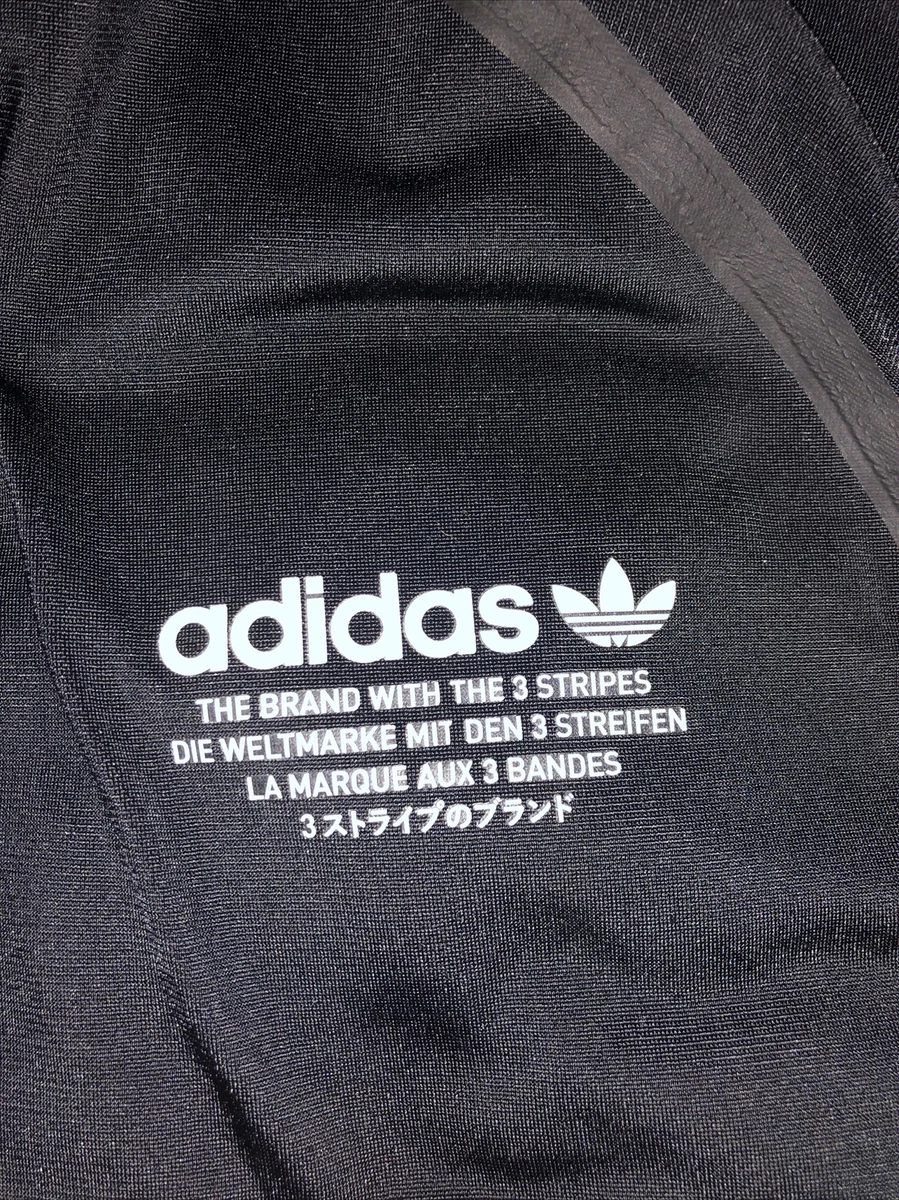 adidas
THE BRAND WITH THE 3 STRIPES
DIE WELTMARKE MIT DEN 3 STREIFEN
LA MARQUE AUX 3 BANDES
3ストライプのブランド